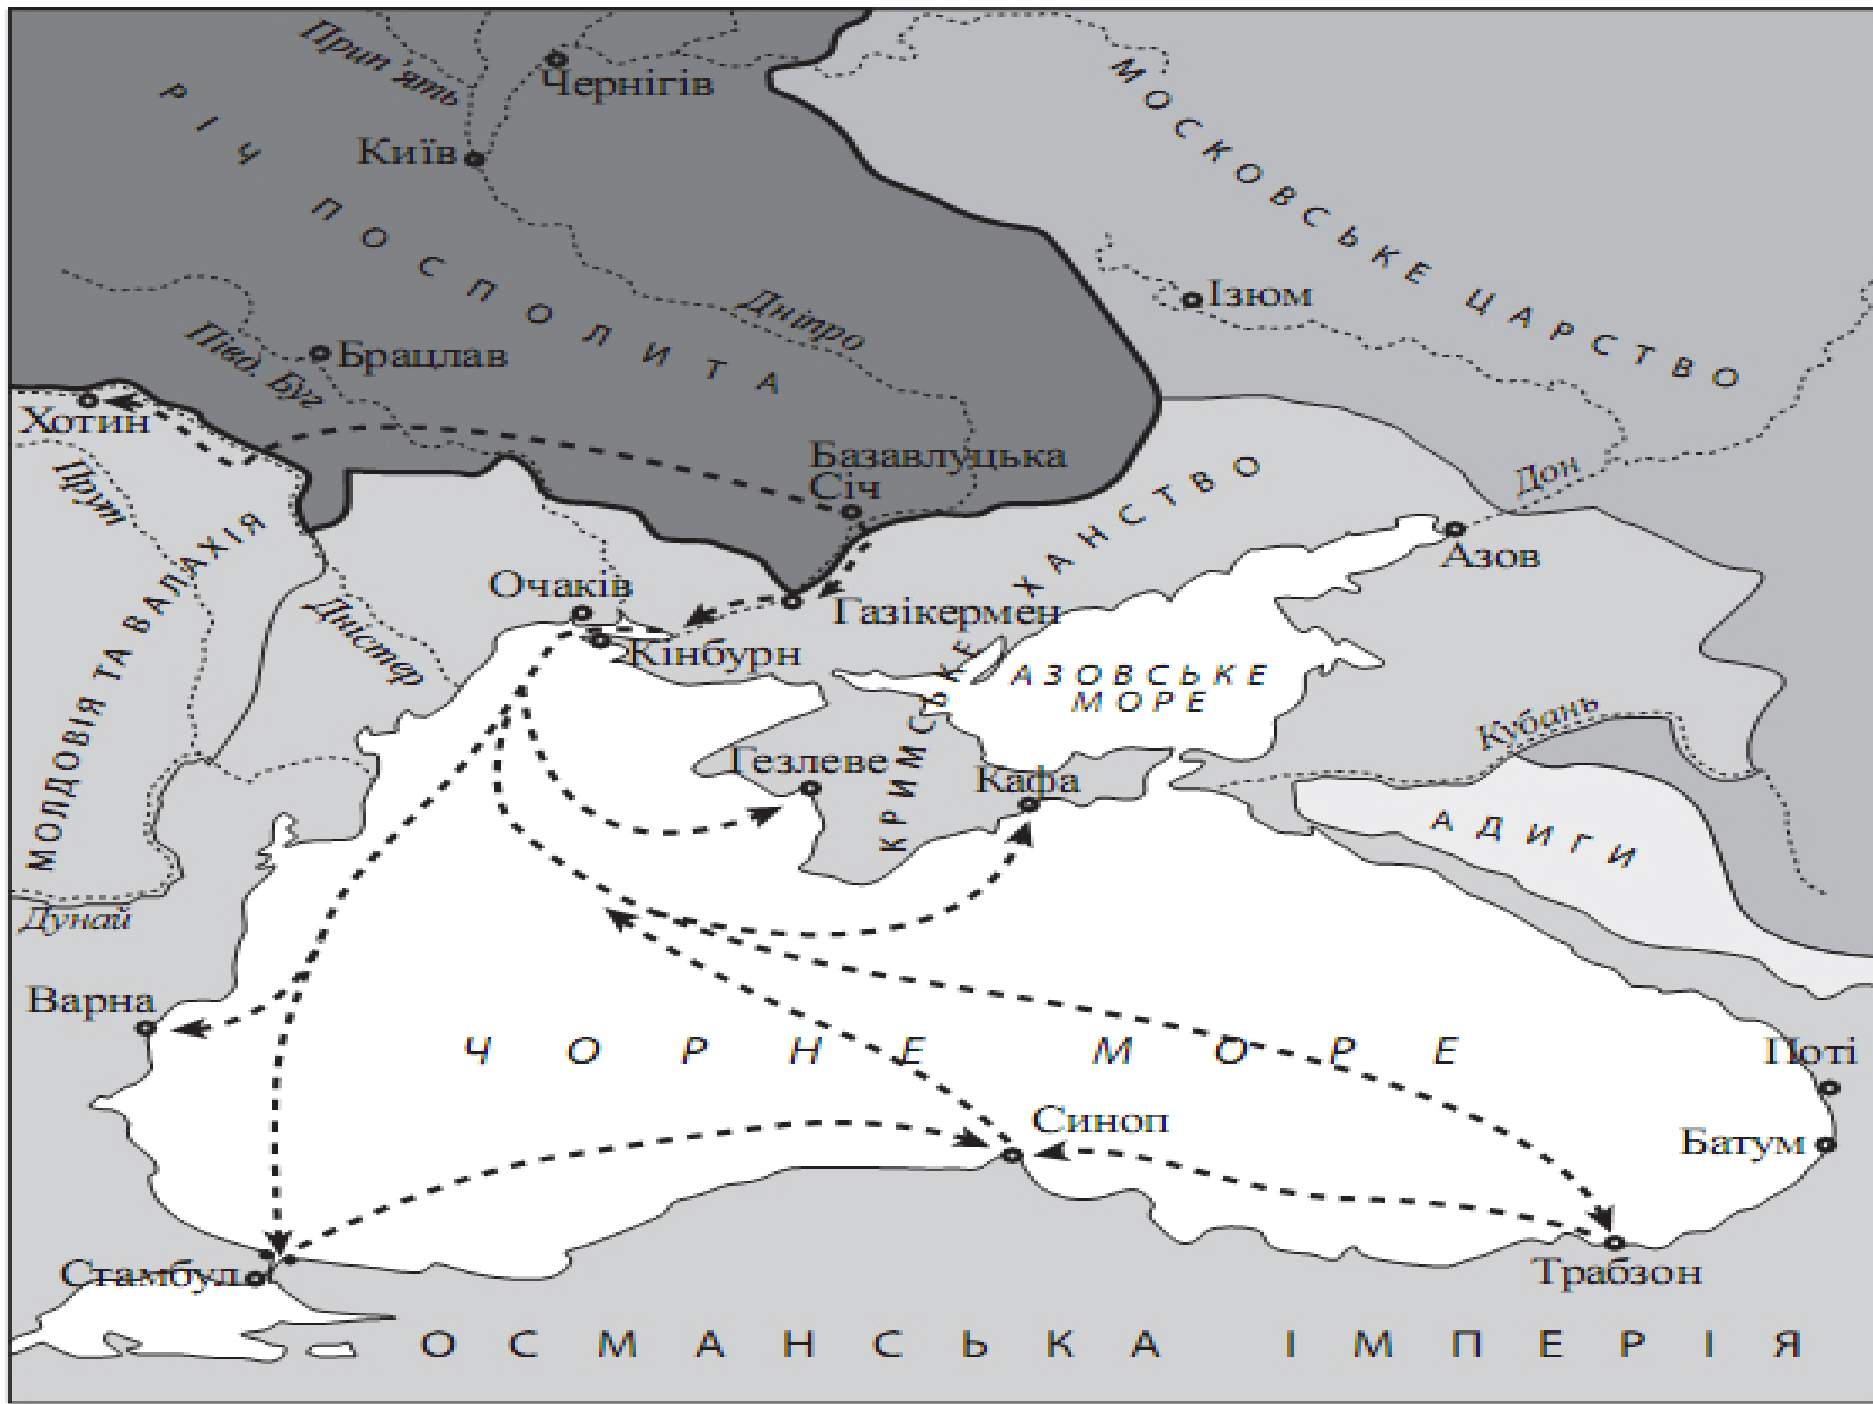 Прип'ять
Чернігів
Київ
РІЧ ПОСПОЛИТА
МОСКОВСЬКЕ ЦАРСТВО
Ізюм
Дніпро
Півд. Буг
Брацлав
Хотин
Базавлуцька
Січ
Прут
Дон
Азов
МОЛДОВІЯ ТА ВАЛАХІЯ
Дністер
Очаків
Газікермен
Кінбурн
КРИМСЬКЕ ХАНСТВО
АЗОВСЬКЕ
МОРЕ
Кубань
Гезлеве
Кафа
АДИГИ
Дунай
Варна
ЧОРНЕ МОРЕ
Поті
Синоп
Батум
Стамбул
Трабзон
ОСМАНСЬКА ІМПЕРІЯ